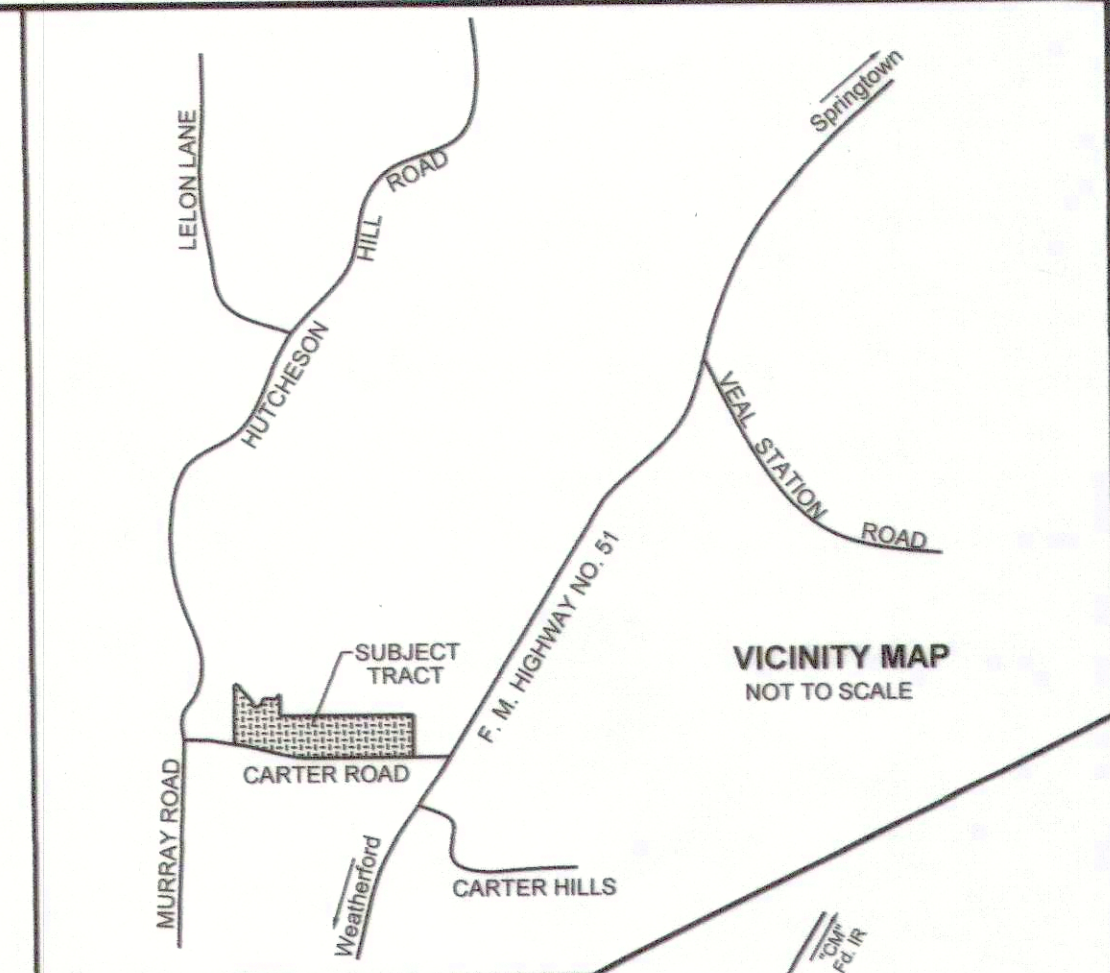 Springtown
LELON LANE
ROAD
HILL
HUTCHESON
VEAL STATION
ROAD
F. M. HIGHWAY NO. 51
SUBJECT
TRACT
VICINITY MAP
NOT TO SCALE
CARTER ROAD
MURRAY ROAD
Weatherford
CARTER HILLS
"CM"
Fd. IR